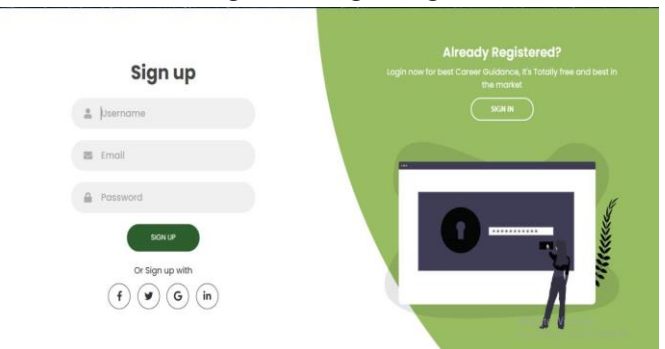 Sign up
Username
Email
Password
SIGN UP
Or Sign up with
f
G
in
Already Registered?
Login now for best Career Guidance, it's Totally free and best in
the market
SIGN IN